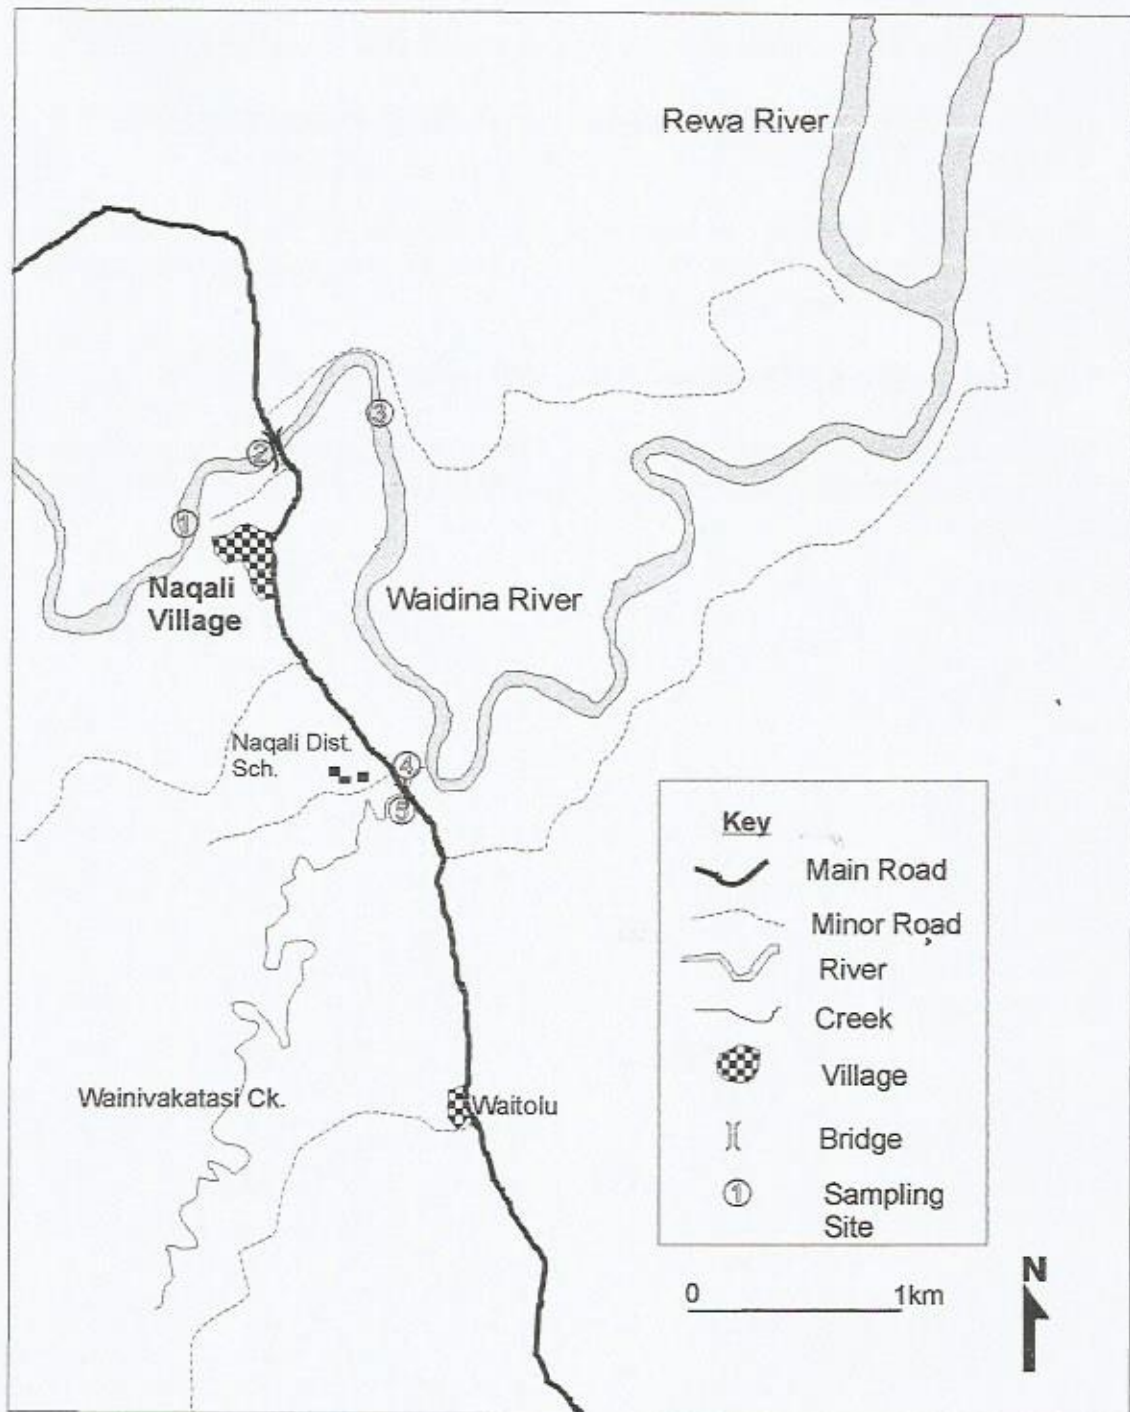 Rewa River
3
2
1
Naqali
Village
Waidina River
Naqali Dist.
Sch.
4
5
Wainivakatasi Ck.
Waitolu
Key
Main Road
Minor Road
River
Creek
Village
Bridge
1
Sampling
Site
0 1km
N